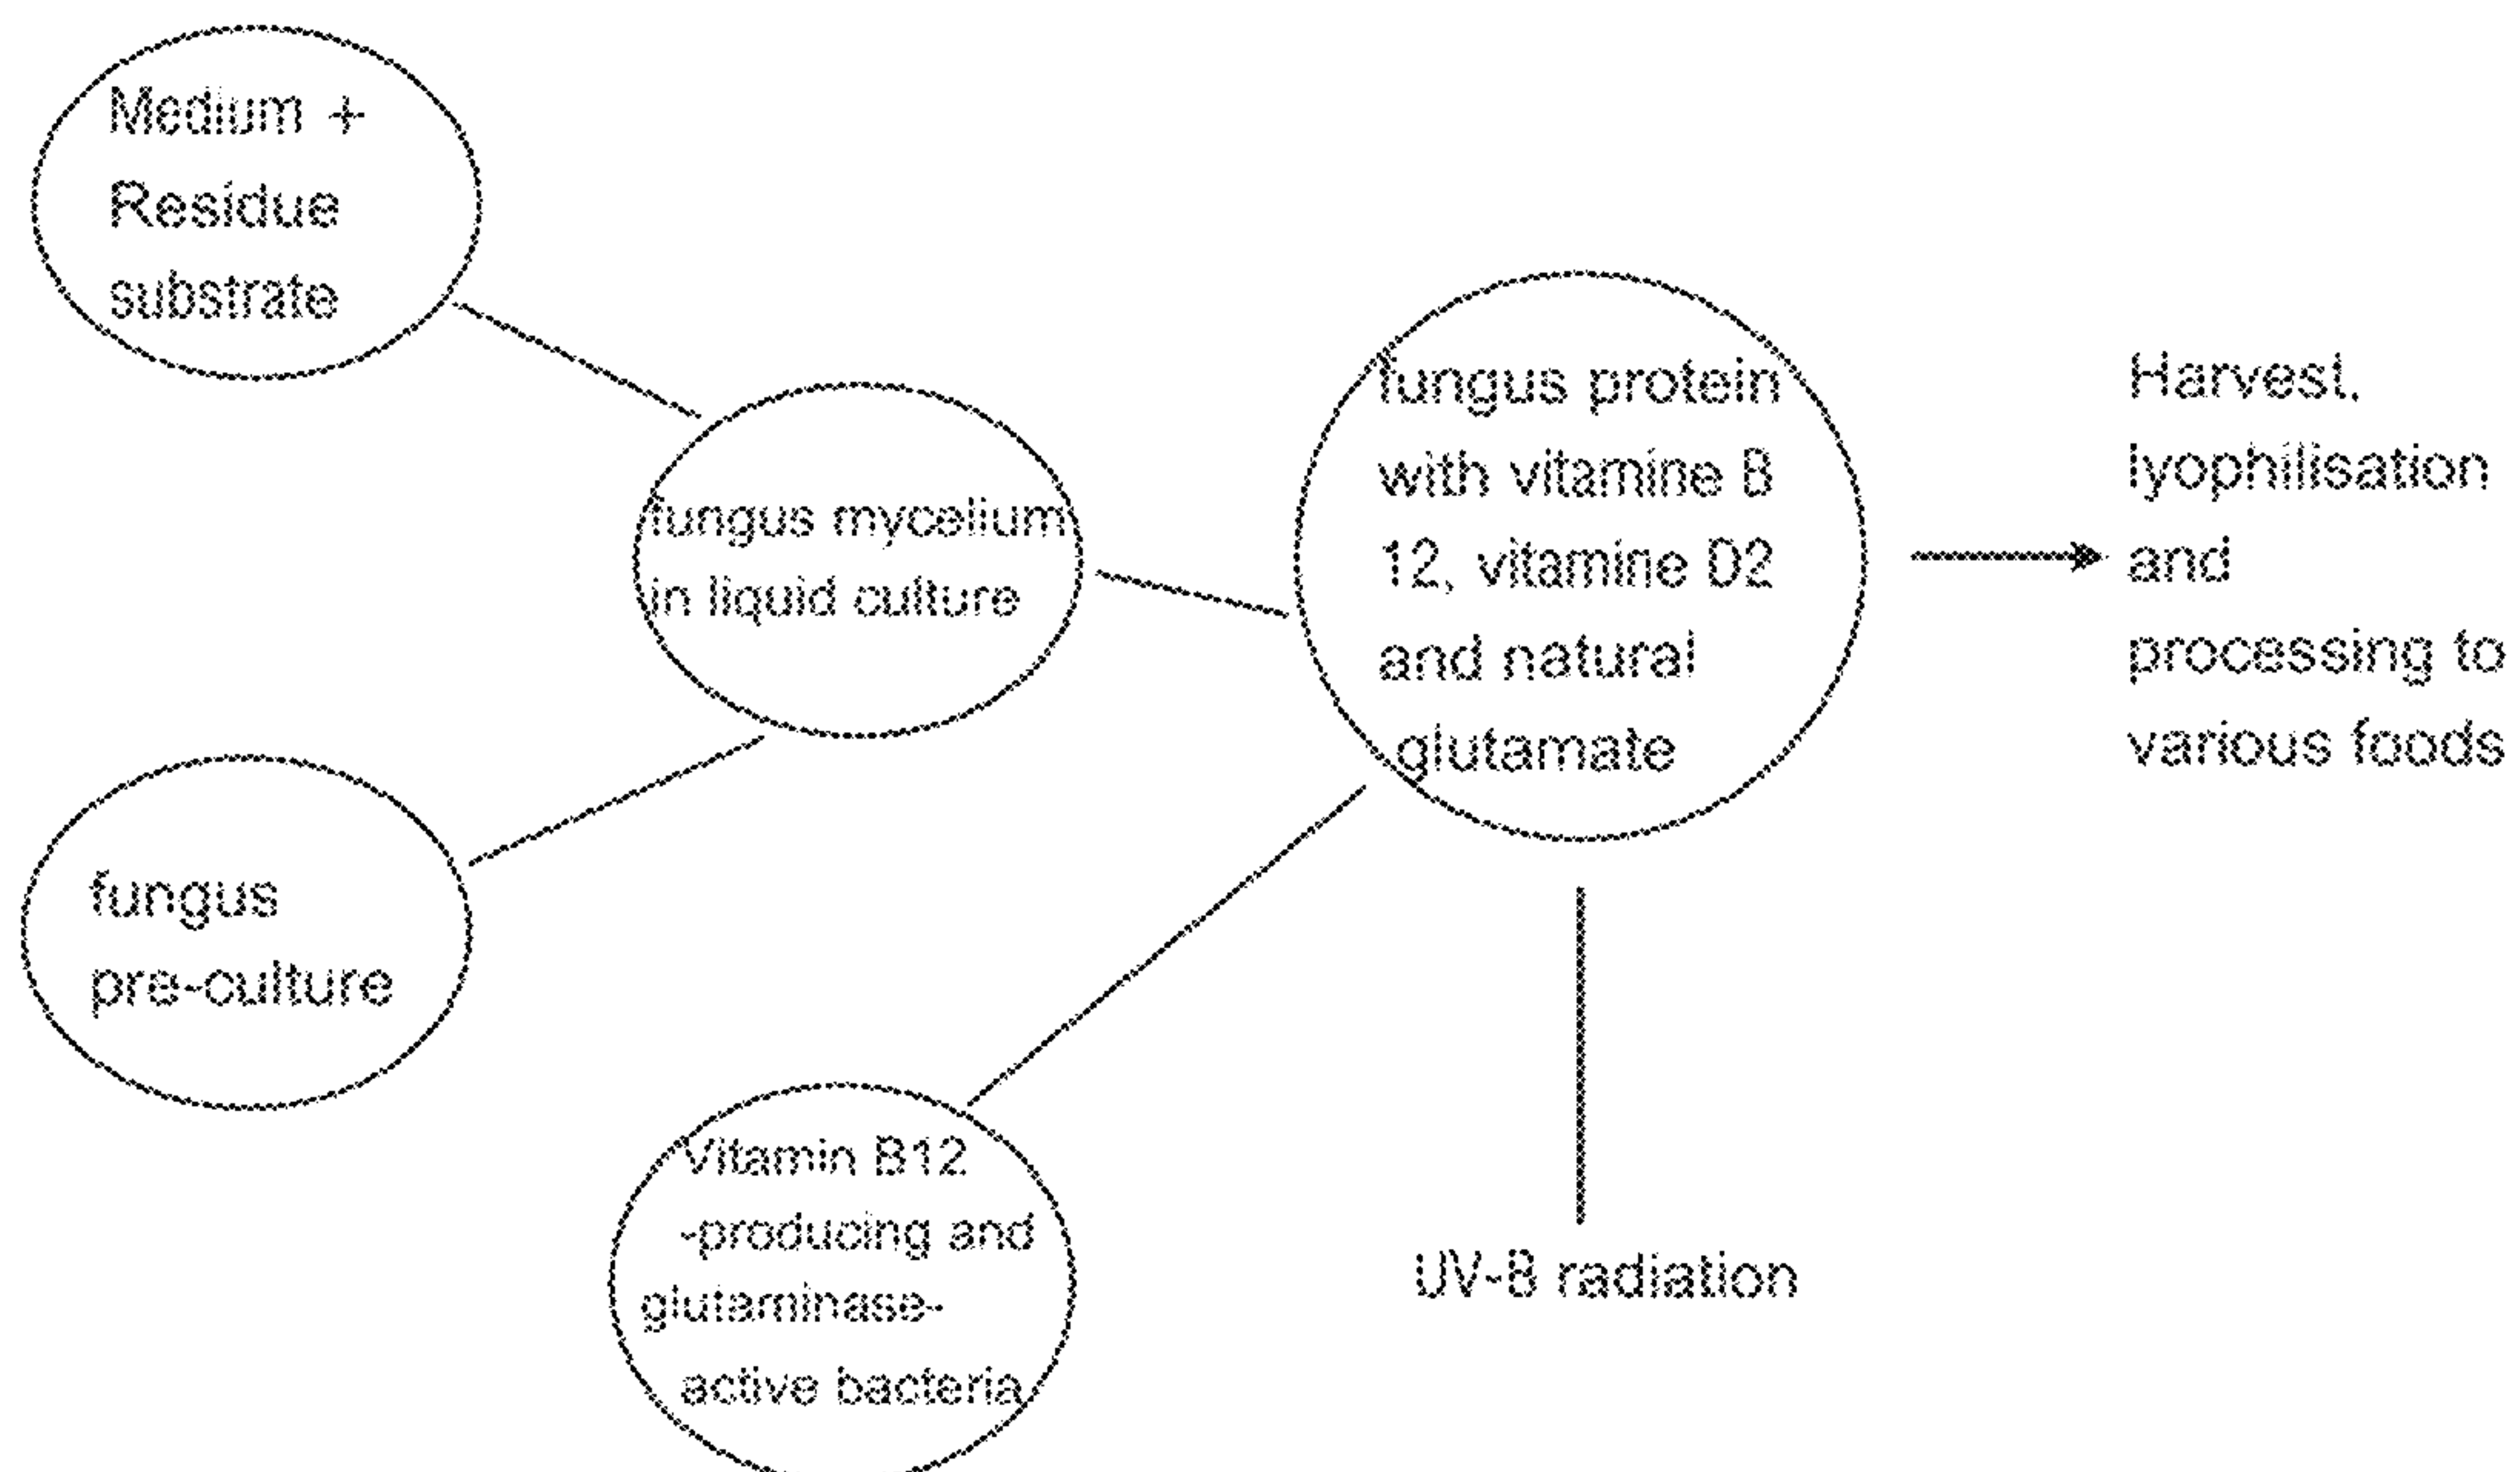 Medium +
Residue
substrate
fungus mycelium
in liquid culture
fungus
pre-culture
Vitamin B12
-producing and
glutaminase-
active bacteria
fungus protein
with vitamine B
12, vitamine D2
and natural
glutamate
UV-B radiation
Harvest,
lyophilisation
and
processing to
various foods